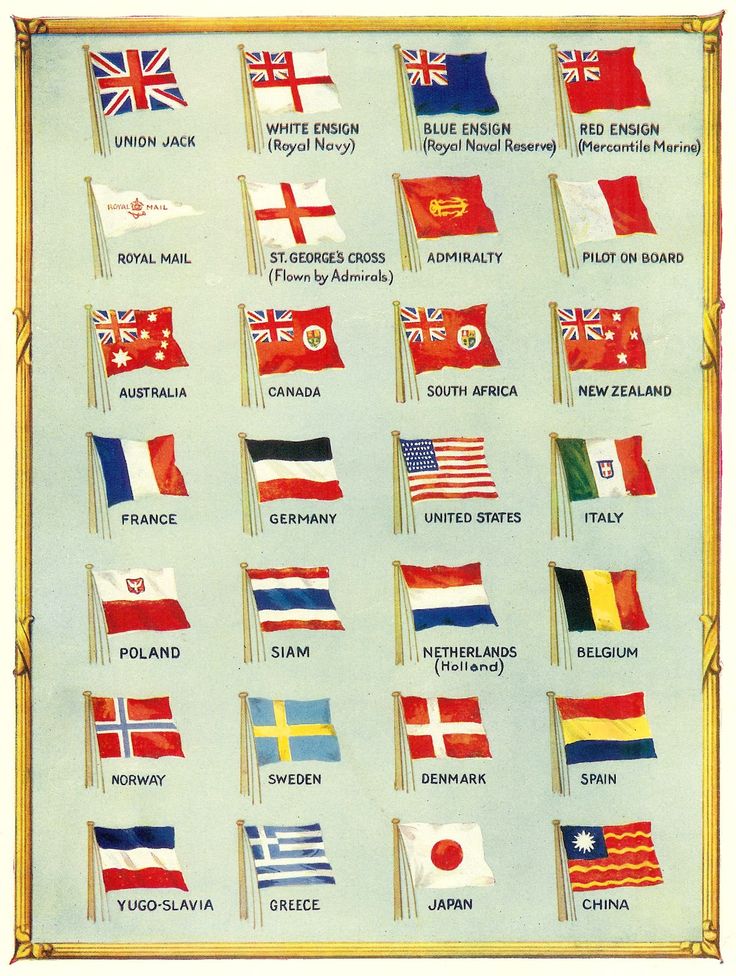 UNION JACK
WHITE ENSIGN
(Royal Navy)
BLUE ENSIGN
(Royal Naval Reserve)
RED ENSIGN
(Mercantile Marine)
ROYAL MAIL
ROYAL MAIL
ST. GEORGE'S CROSS
(Flown by Admirals.)
ADMIRALTY
PILOT ON BOARD
AUSTRALIA
CANADA
SOUTH AFRICA
NEW ZEALAND
FRANCE
GERMANY
UNITED STATES
ITALY
POLAND
SIAM
NETHERLANDS
(Holland)
BELGIUM
NORWAY
SWEDEN
DENMARK
SPAIN
YUGO-SLAVIA
GREECE
JAPAN
CHINA